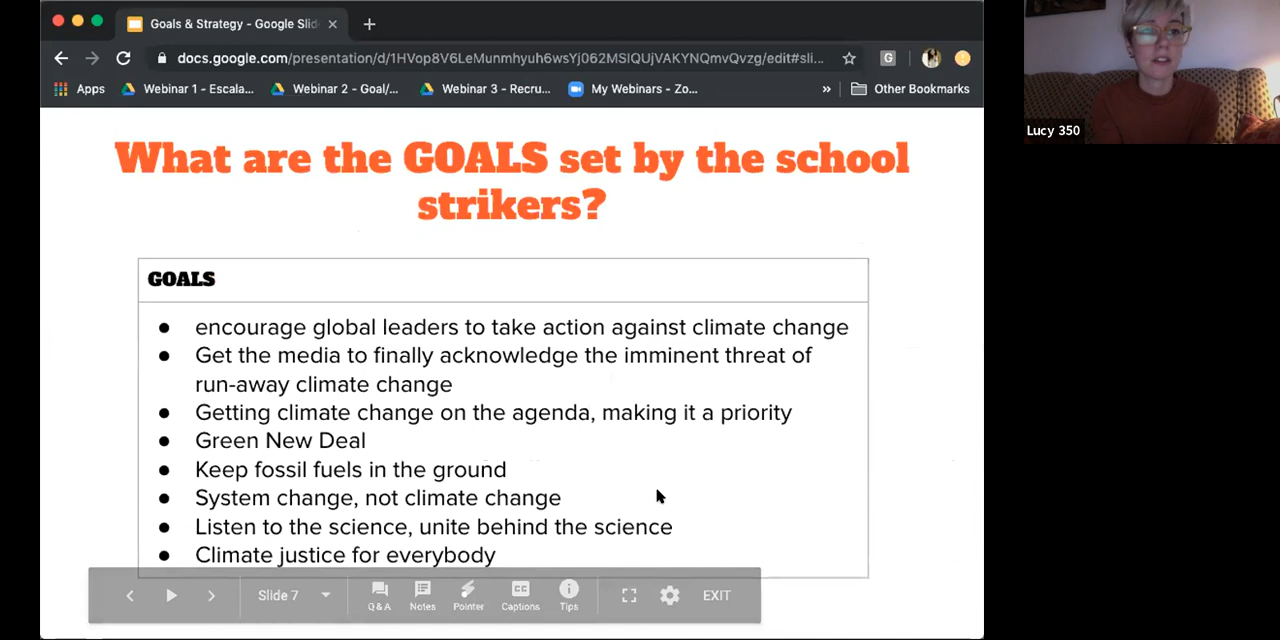 Goals & Strategy - Google Slid
docs.google.com/presentation/d/1HVop8V6LeMunmhyuh6wsYj062MSlQUjVAKYNQmvQvzg/edit#sli...
G
Apps
Webinar 1 - Escala...
Webinar 2 - Goal/...
Webinar 3 - Recru...
My Webinars - Zo...
»
Other Bookmarks
Lucy 350
What are the GOALS set by the school
strikers?
GOALS
● encourage global leaders to take action against climate change
● Get the media to finally acknowledge the imminent threat of
run-away climate change
● Getting climate change on the agenda, making it a priority
● Green New Deal
● Keep fossil fuels in the ground
● System change, not climate change
● Listen to the science, unite behind the science
● Climate justice for everybody
Slide 7
Q & A
Notes
Pointer
CC
Captions
Tips
EXIT